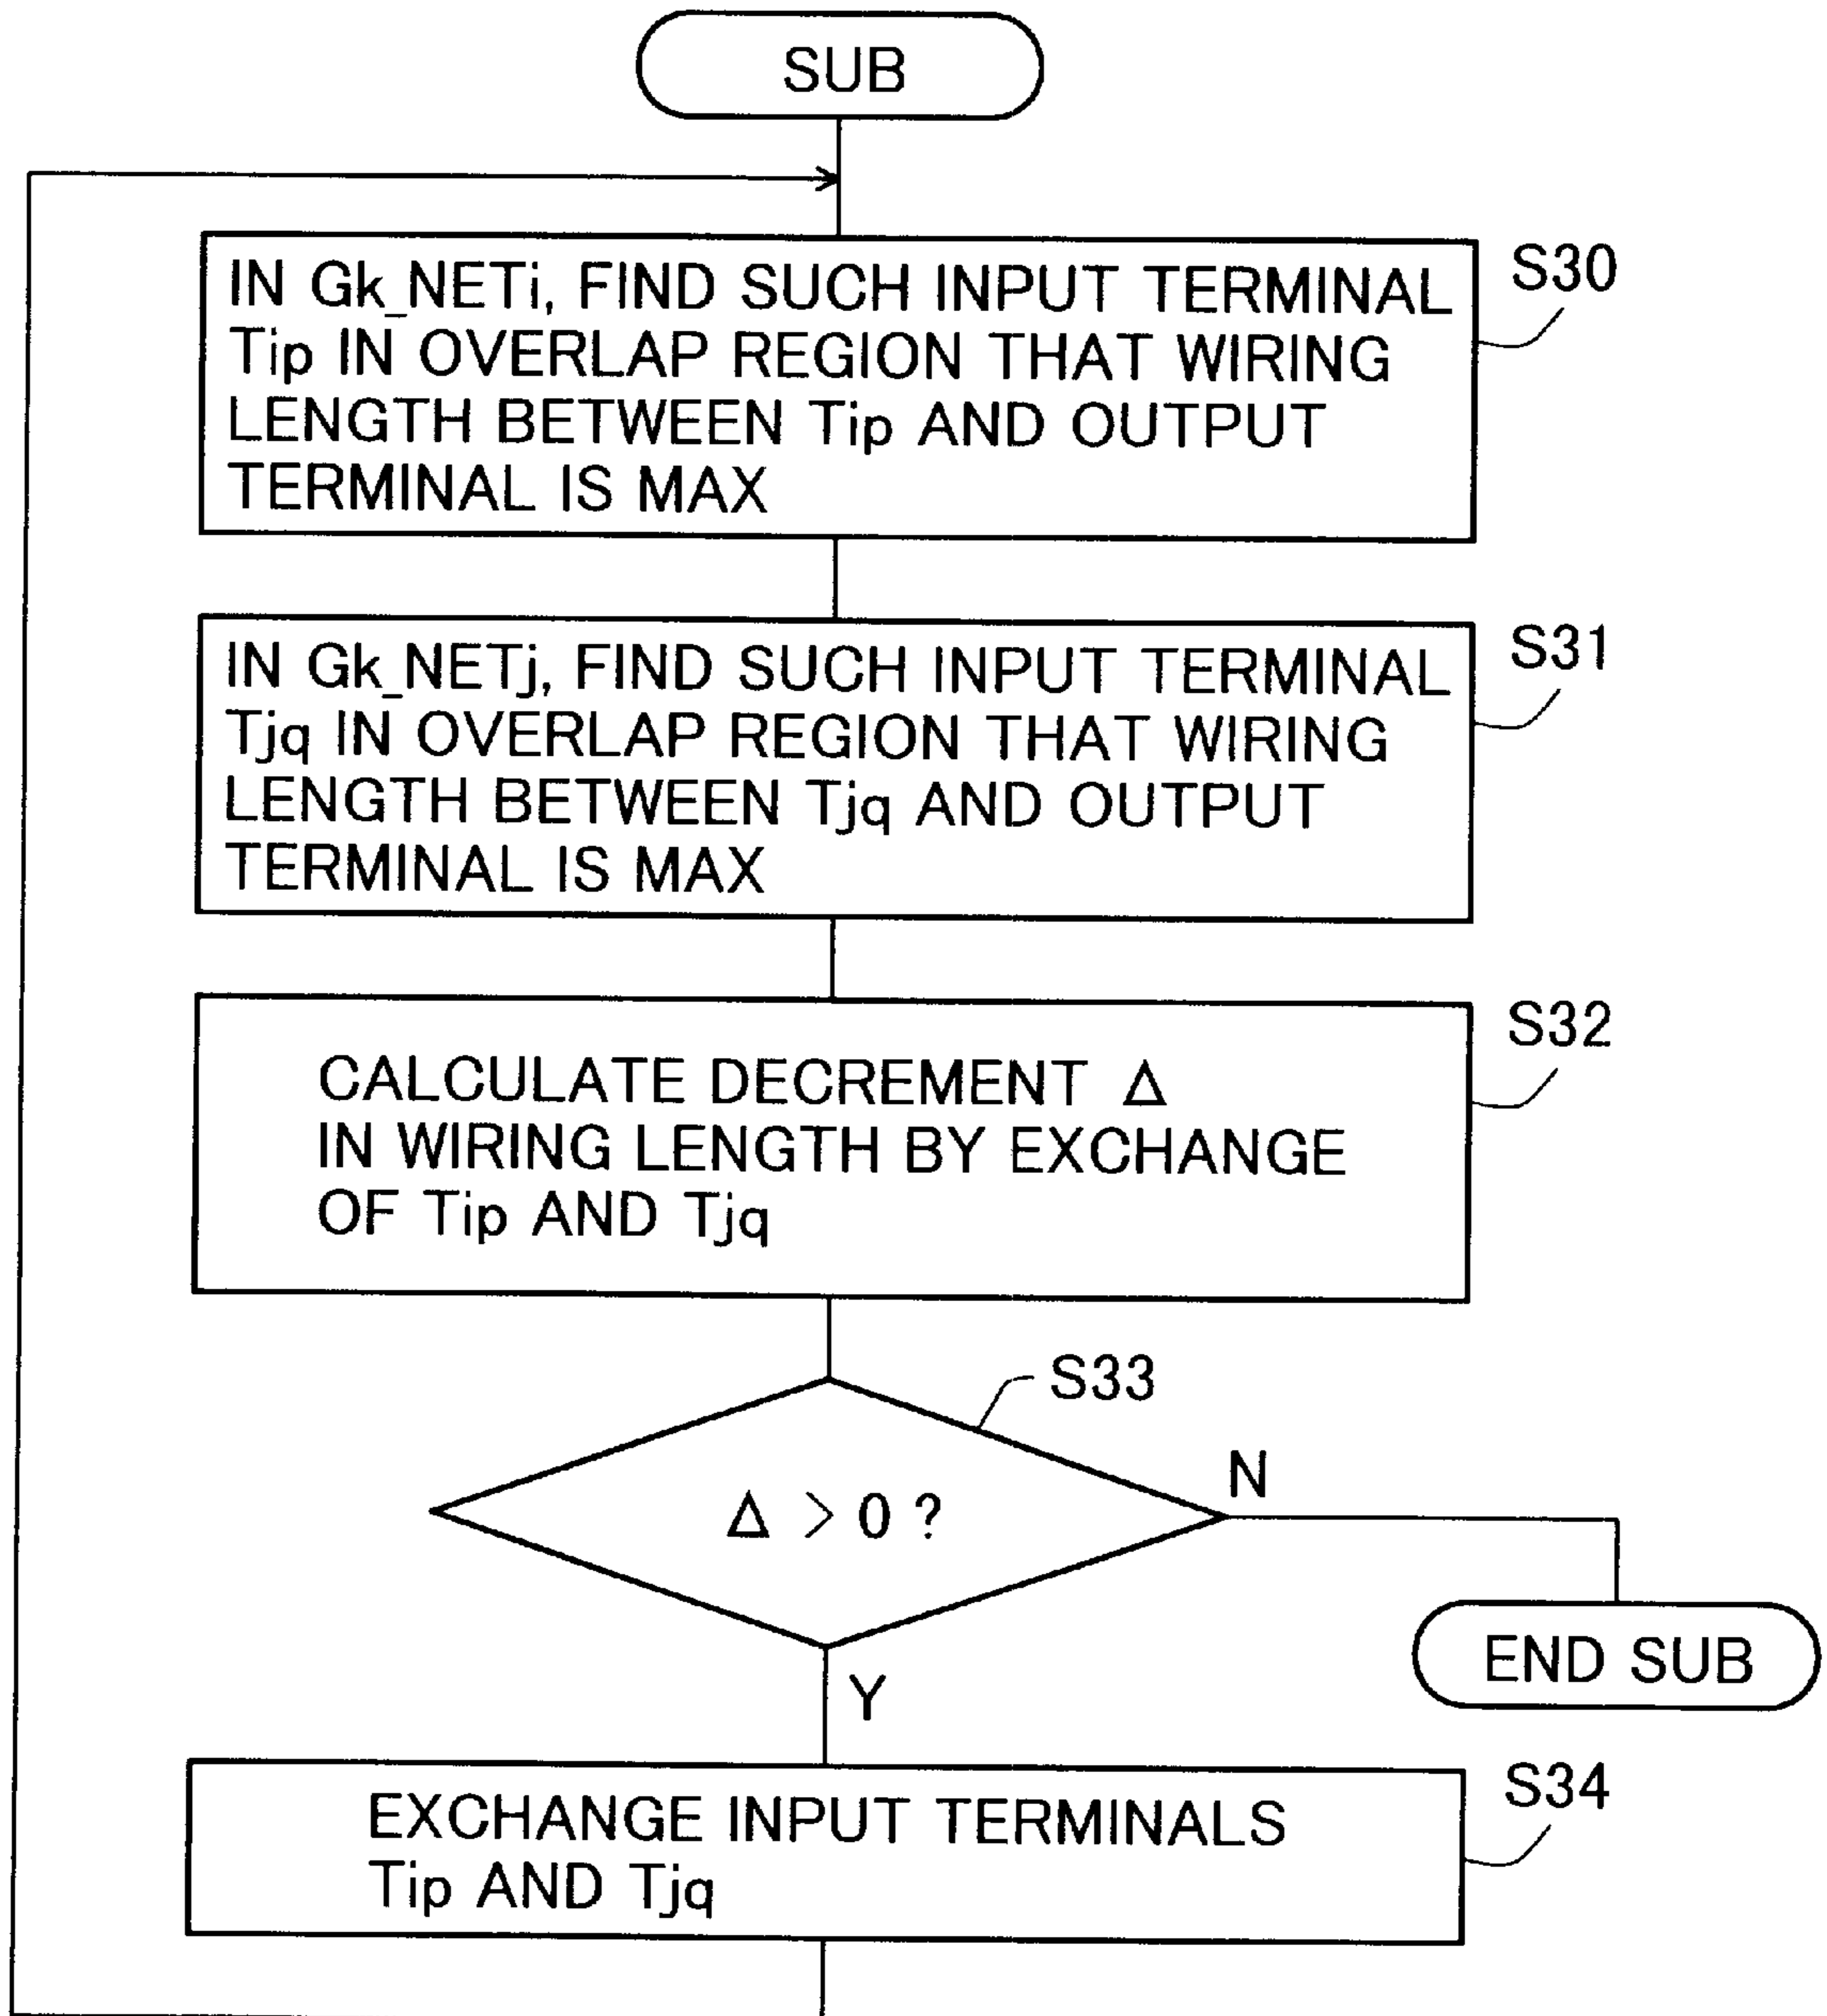 SUB
IN Gk_NETi, FIND SUCH INPUT TERMINAL
Tip IN OVERLAP REGION THAT WIRING
LENGTH BETWEEN Tip AND OUTPUT
TERMINAL IS MAX
S30
IN Gk_NETj, FIND SUCH INPUT TERMINAL
Tjq IN OVERLAP REGION THAT WIRING
LENGTH BETWEEN Tjq AND OUTPUT
TERMINAL IS MAX
S31
CALCULATE DECREMENT Δ
IN WIRING LENGTH BY EXCHANGE
OF Tip AND Tjq
S32
S33
Δ > 0 ?
N
END SUB
Y
EXCHANGE INPUT TERMINALS
Tip AND Tjq
S34